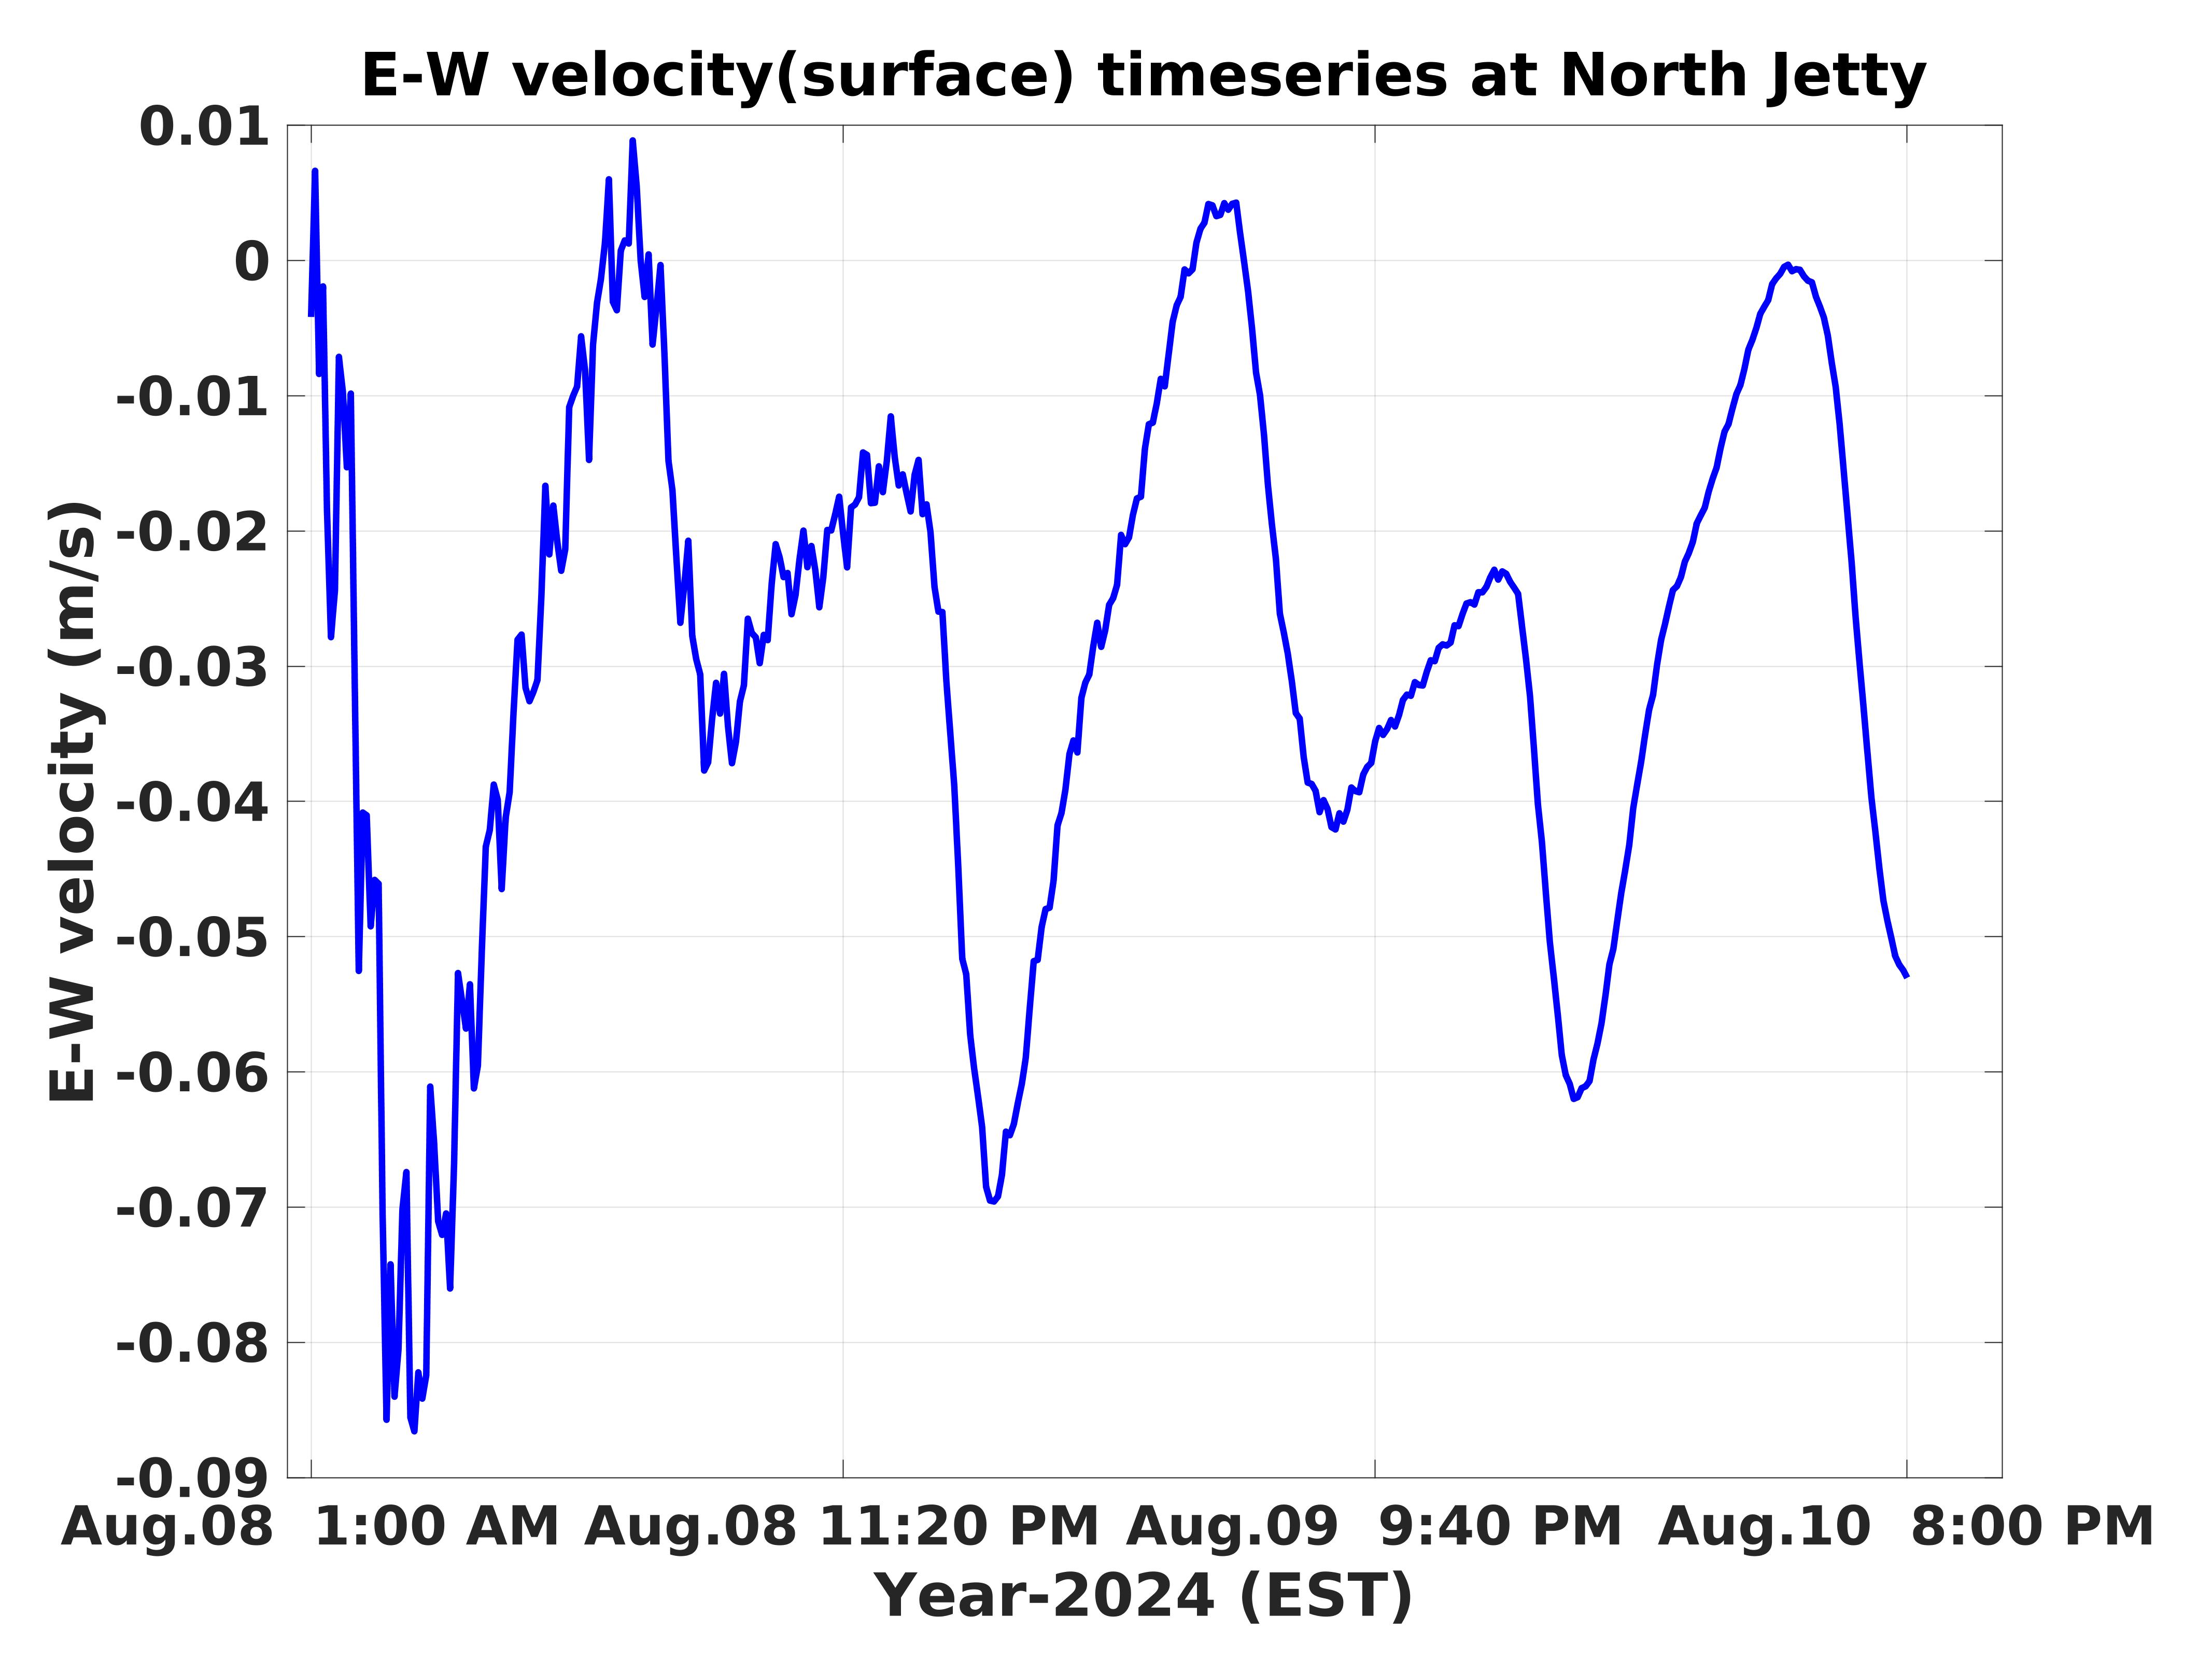 E-W velocity(surface) timeseries at North Jetty
0.01
0
-0.01
-0.02
-0.03
-0.04
-0.05
-0.06
-0.07
-0.08
-0.09
E-W velocity (m/s)
Aug.08 1:00 AM Aug.08 11:20 PM Aug.09 9:40 PM Aug.10 8:00 PM
Year-2024 (EST)